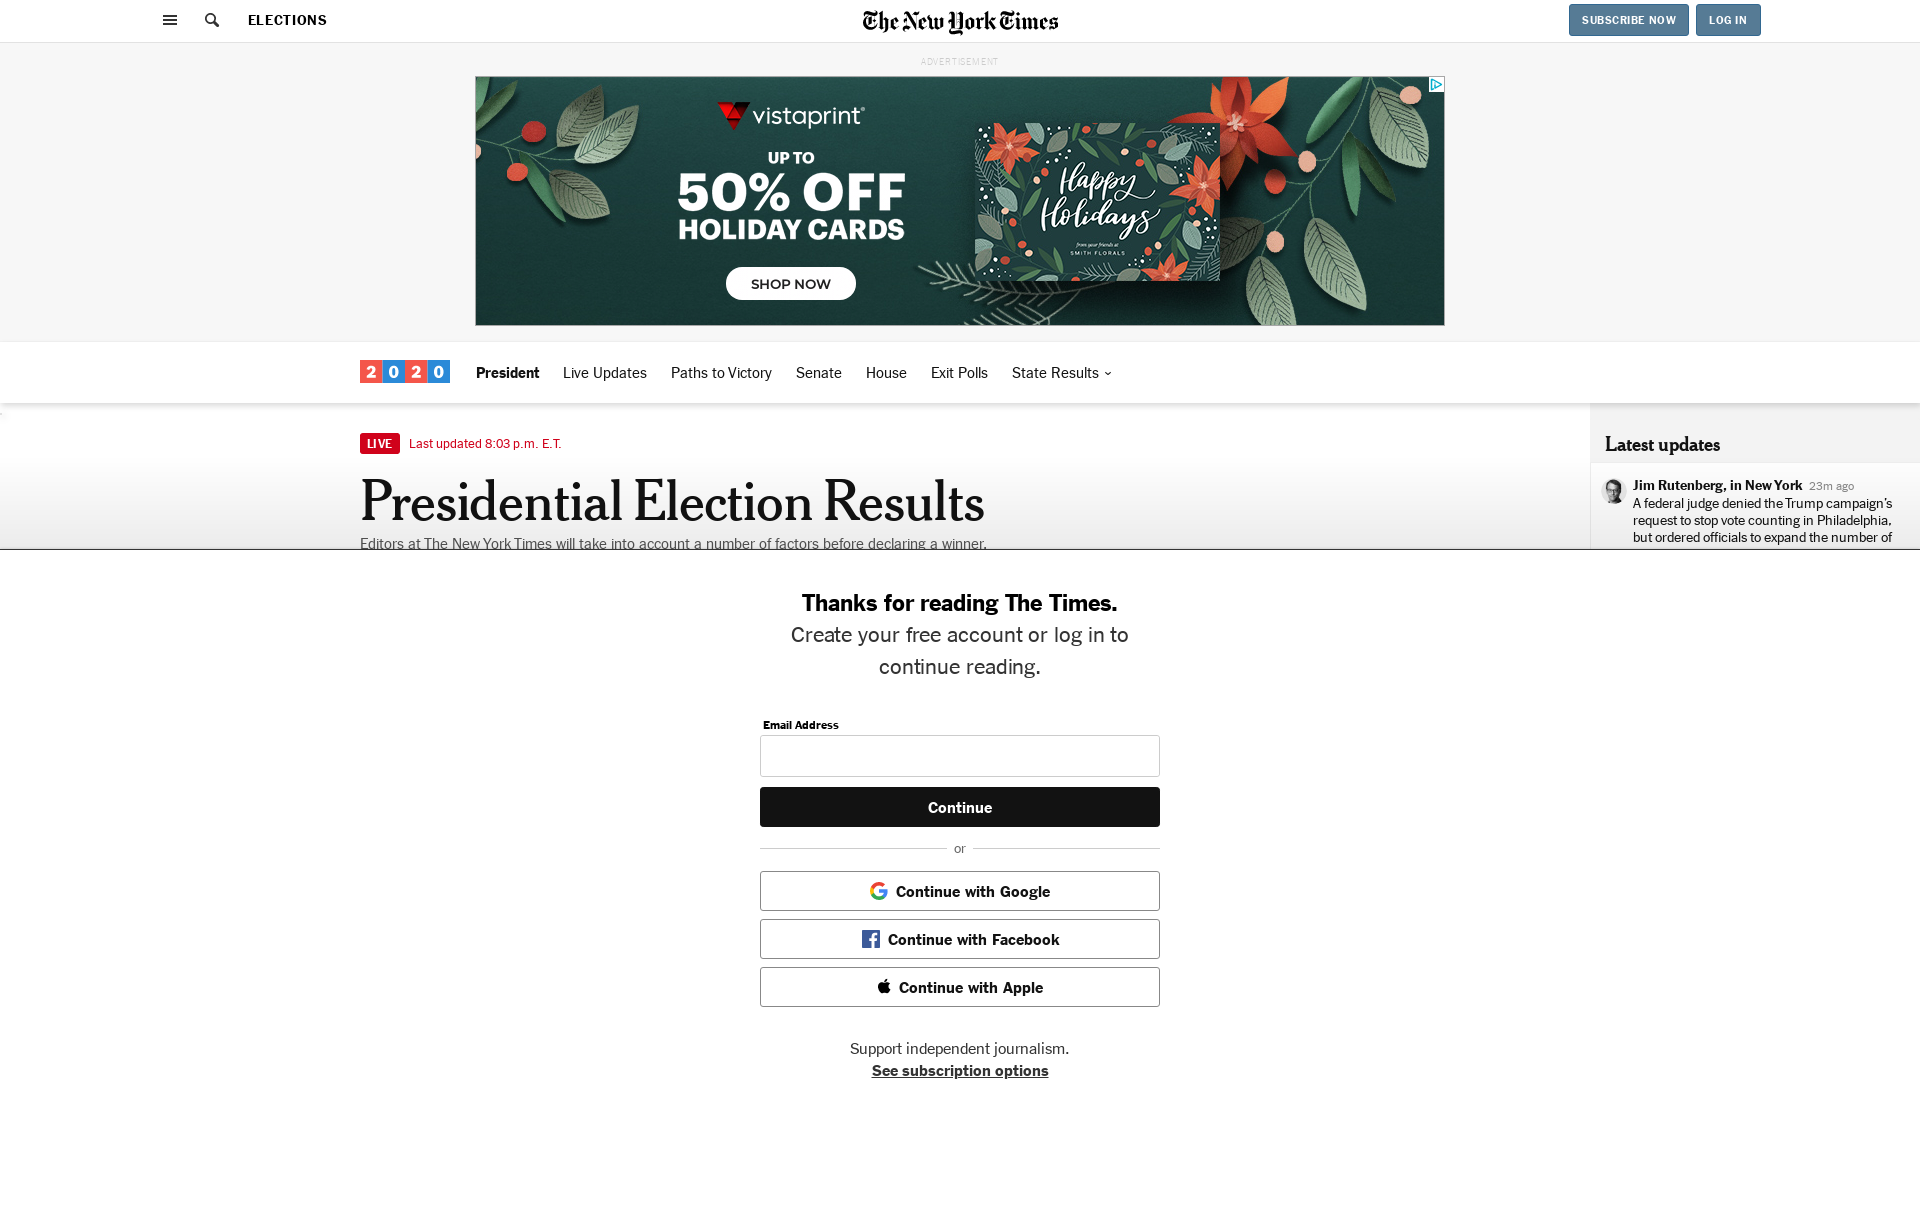 ELECTIONS
The New York Times
SUBSCRIBE NOW
LOG IN
ADVERTISEMENT
vistaprint®
UP TO
50% OFF
HOLIDAY CARDS
SHOP NOW
Happy
Holidays
from your friends at
SMITH FLORALS
2020
President
Live Updates
Paths to Victory
Senate
House
Exit Polls
State Results
LIVE
Last updated 8:03 p.m. E.T.
Presidential Election Results
Editors at The New York Times will take into account a number of factors before declaring a winner.
Latest updates
Jim Rutenberg, in New York 23m ago
A federal judge denied the Trump campaign's
request to stop vote counting in Philadelphia,
but ordered officials to expand the number of
Thanks for reading The Times.
Create your free account or log in to
continue reading.
Email Address
Continue
or
Continue with Google
Continue with Facebook
Continue with Apple
Support independent journalism.
See subscription options